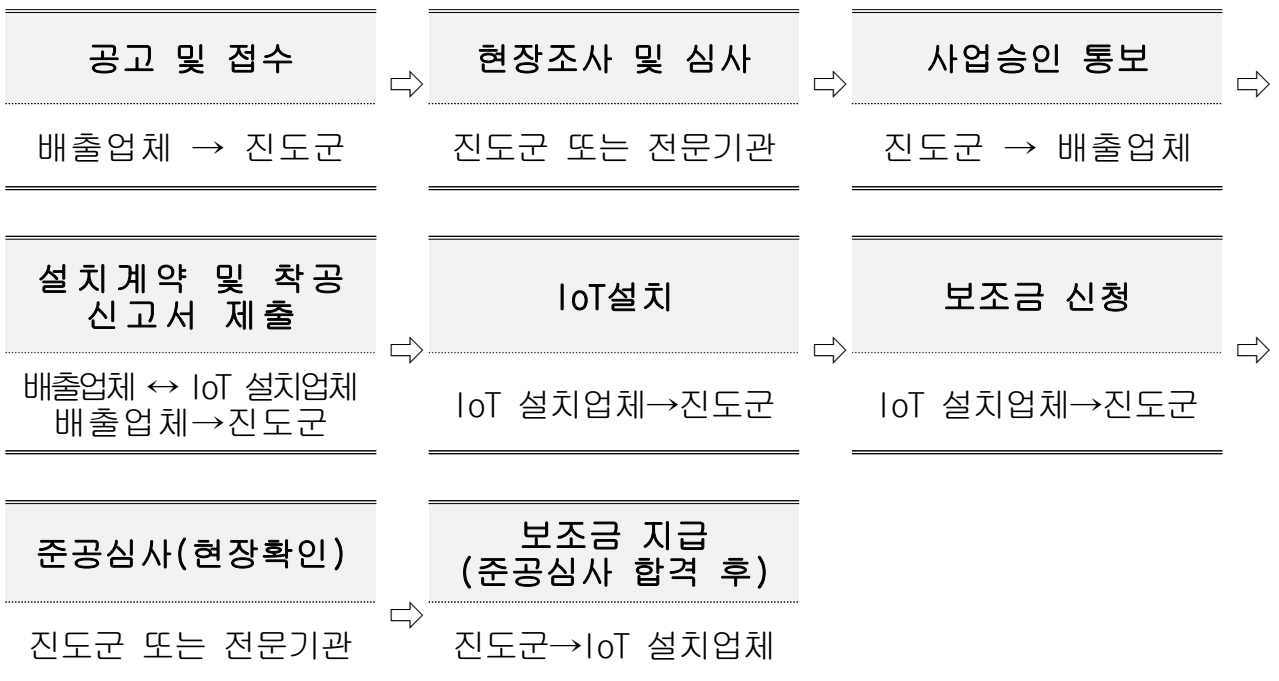 공고 및 접수
⇨
현장조사 및 심사
⇨
사업승인 통보
⇨
배출업체 → 진도군
진도군 또는 전문기관
진도군 → 배출업체
설치계약 및 착공
신고서 제출
⇨
IoT설치
⇨
보조금 신청
⇨
배출업체 ↔ IoT 설치업체
배출업체→진도군
IoT 설치업체→진도군
IoT 설치업체→진도군
준공심사(현장확인)
⇨
보조금 지급
(준공심사 합격 후)
진도군 또는 전문기관
진도군→IoT 설치업체